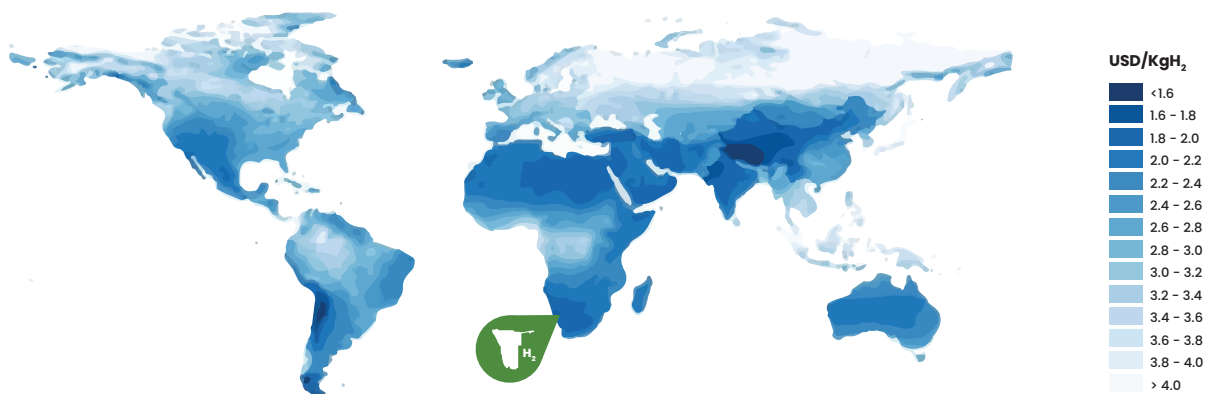 USD/KgH₂
<1.6
1.6 - 1.8
1.8 - 2.0
2.0 - 2.2
2.2 - 2.4
2.4 - 2.6
2.6 - 2.8
2.8 - 3.0
3.0 - 3.2
3.2 - 3.4
3.4 - 3.6
3.6 - 3.8
3.8 - 4.0
> 4.0
H₂